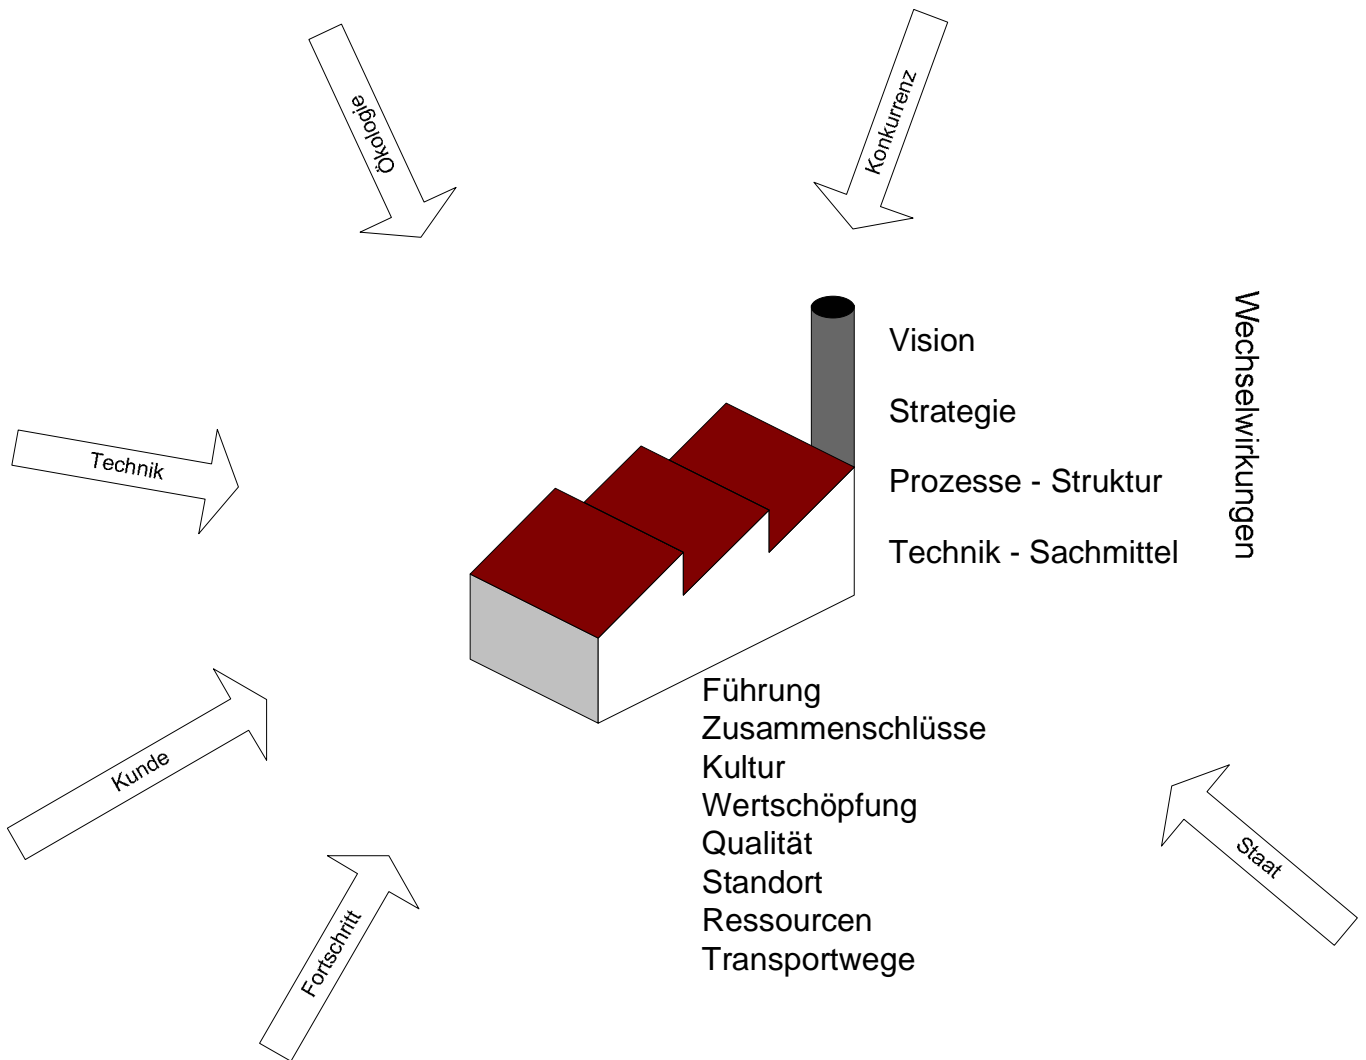 Ökologie
Konkurrenz
Vision
Wechselwirkungen
Strategie
Technik
Prozesse - Struktur
Technik - Sachmittel
Kunde
Führung
Zusammenschlüsse
Kultur
Wertschöpfung
Qualität
Staat
Standort
Ressourcen
Fortschritt
Transportwege